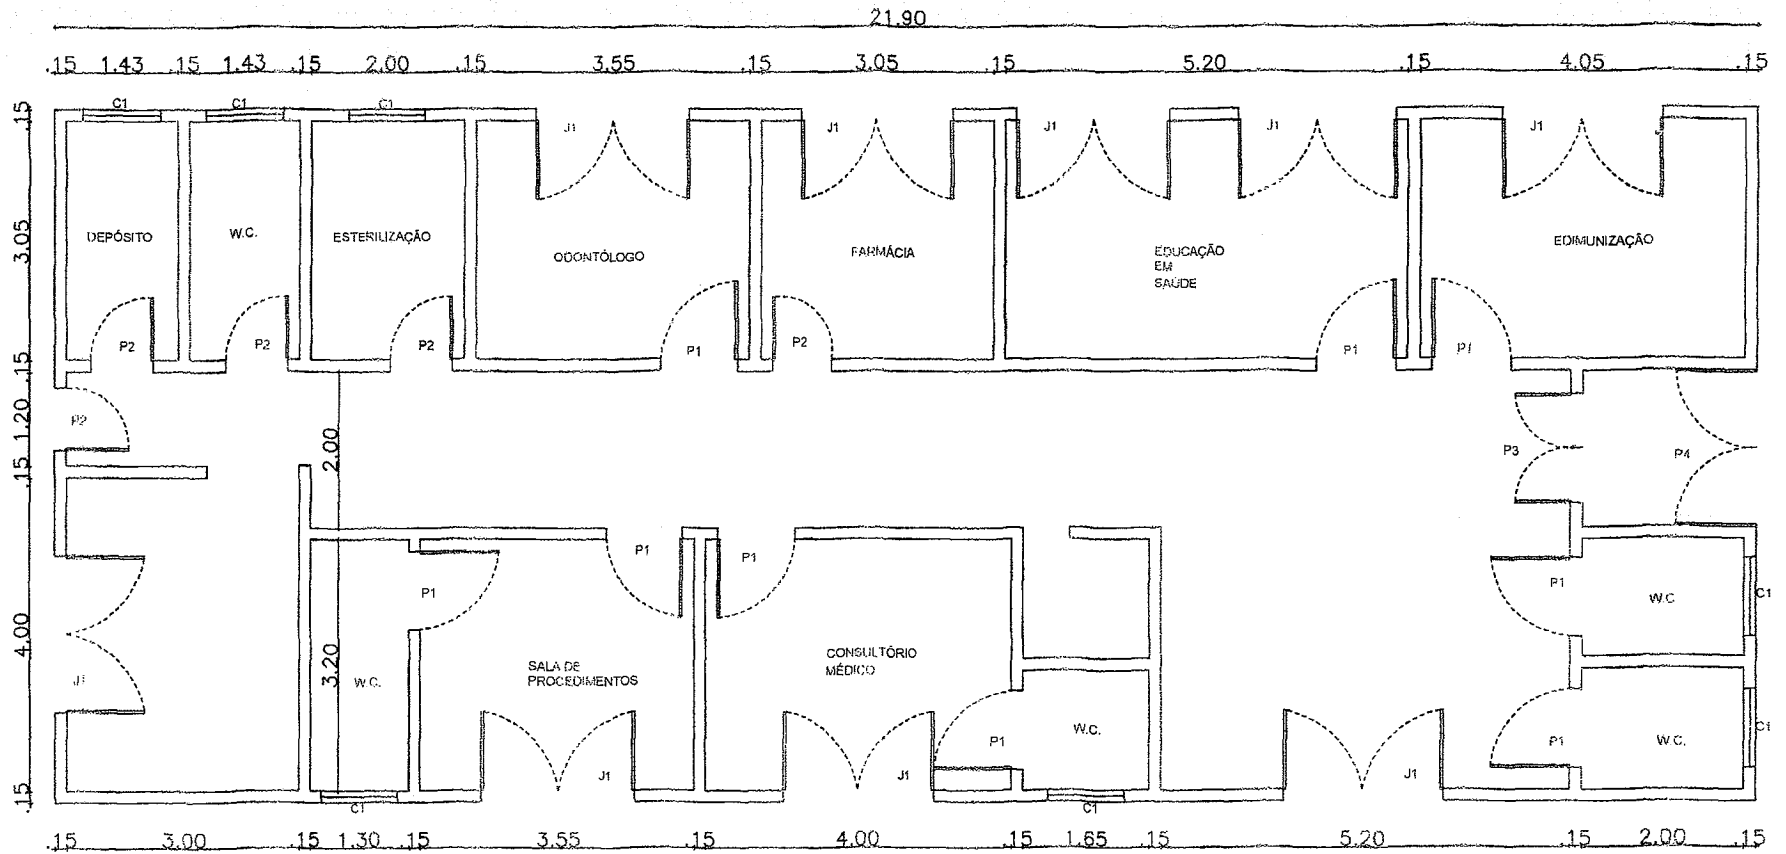 21.90
.15 1.43 .15 1.43 .15 2.00 .15 3.55 .15 3.05 .15 5.20 .15 4.05 .15
C1 C1 C1
.15
J1 J1 J1 J1 J1
3.05
DEPÓSITO W.C. ESTERILIZAÇÃO ODONTÓLOGO FARMÁCIA EDUCAÇÃO
EM
SAÚDE
EDIMUNIZAÇÃO
P2 P2 P2 P1 P2 P1 P1
.15
1.20
P2
2.00
P3 P4
.15
P1 P1
P1
P1
W.C
C1
4.00
3.20
J1
W.C.
SALA DE
PROCEDIMENTOS
CONSULTÓRIO
MÉDICO
P1
W.C.
P1
W.C.
C1
J1 J1 J1
.15
C1 C1
.15 3.00 .15 1.30 .15 3.55 .15 4.00 .15 1.65 .15 5.20 .15 2.00 .15